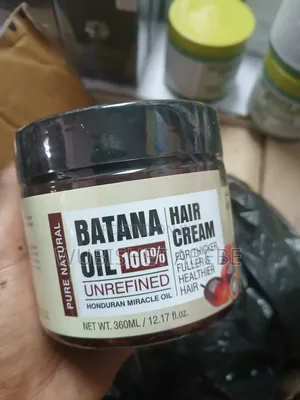 PURE NATURAL
BATANA
OIL 100%
UNREFINED
HONDURAN MIRACLE OIL
HAIR
CREAM
FOR THICKER
FULLER &
HEALTHIER
HAIR
NET WT. 360ML / 12.17 fl.oz.